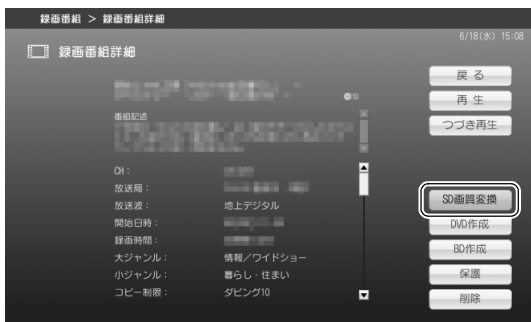 録画番組 > 録画番組詳細
6/18(水) 15:08
録画番組詳細
戻る
10
再生
番組記述
つづき再生
CH：
放送局：
放送波： 地上デジタル
SD画質変換
開始日時：
DVD作成
録画時間：
大ジャンル： 情報／ワイドショー
BD作成
小ジャンル： 暮らし・住まい
保護
コピー制限： ダビング10
削除